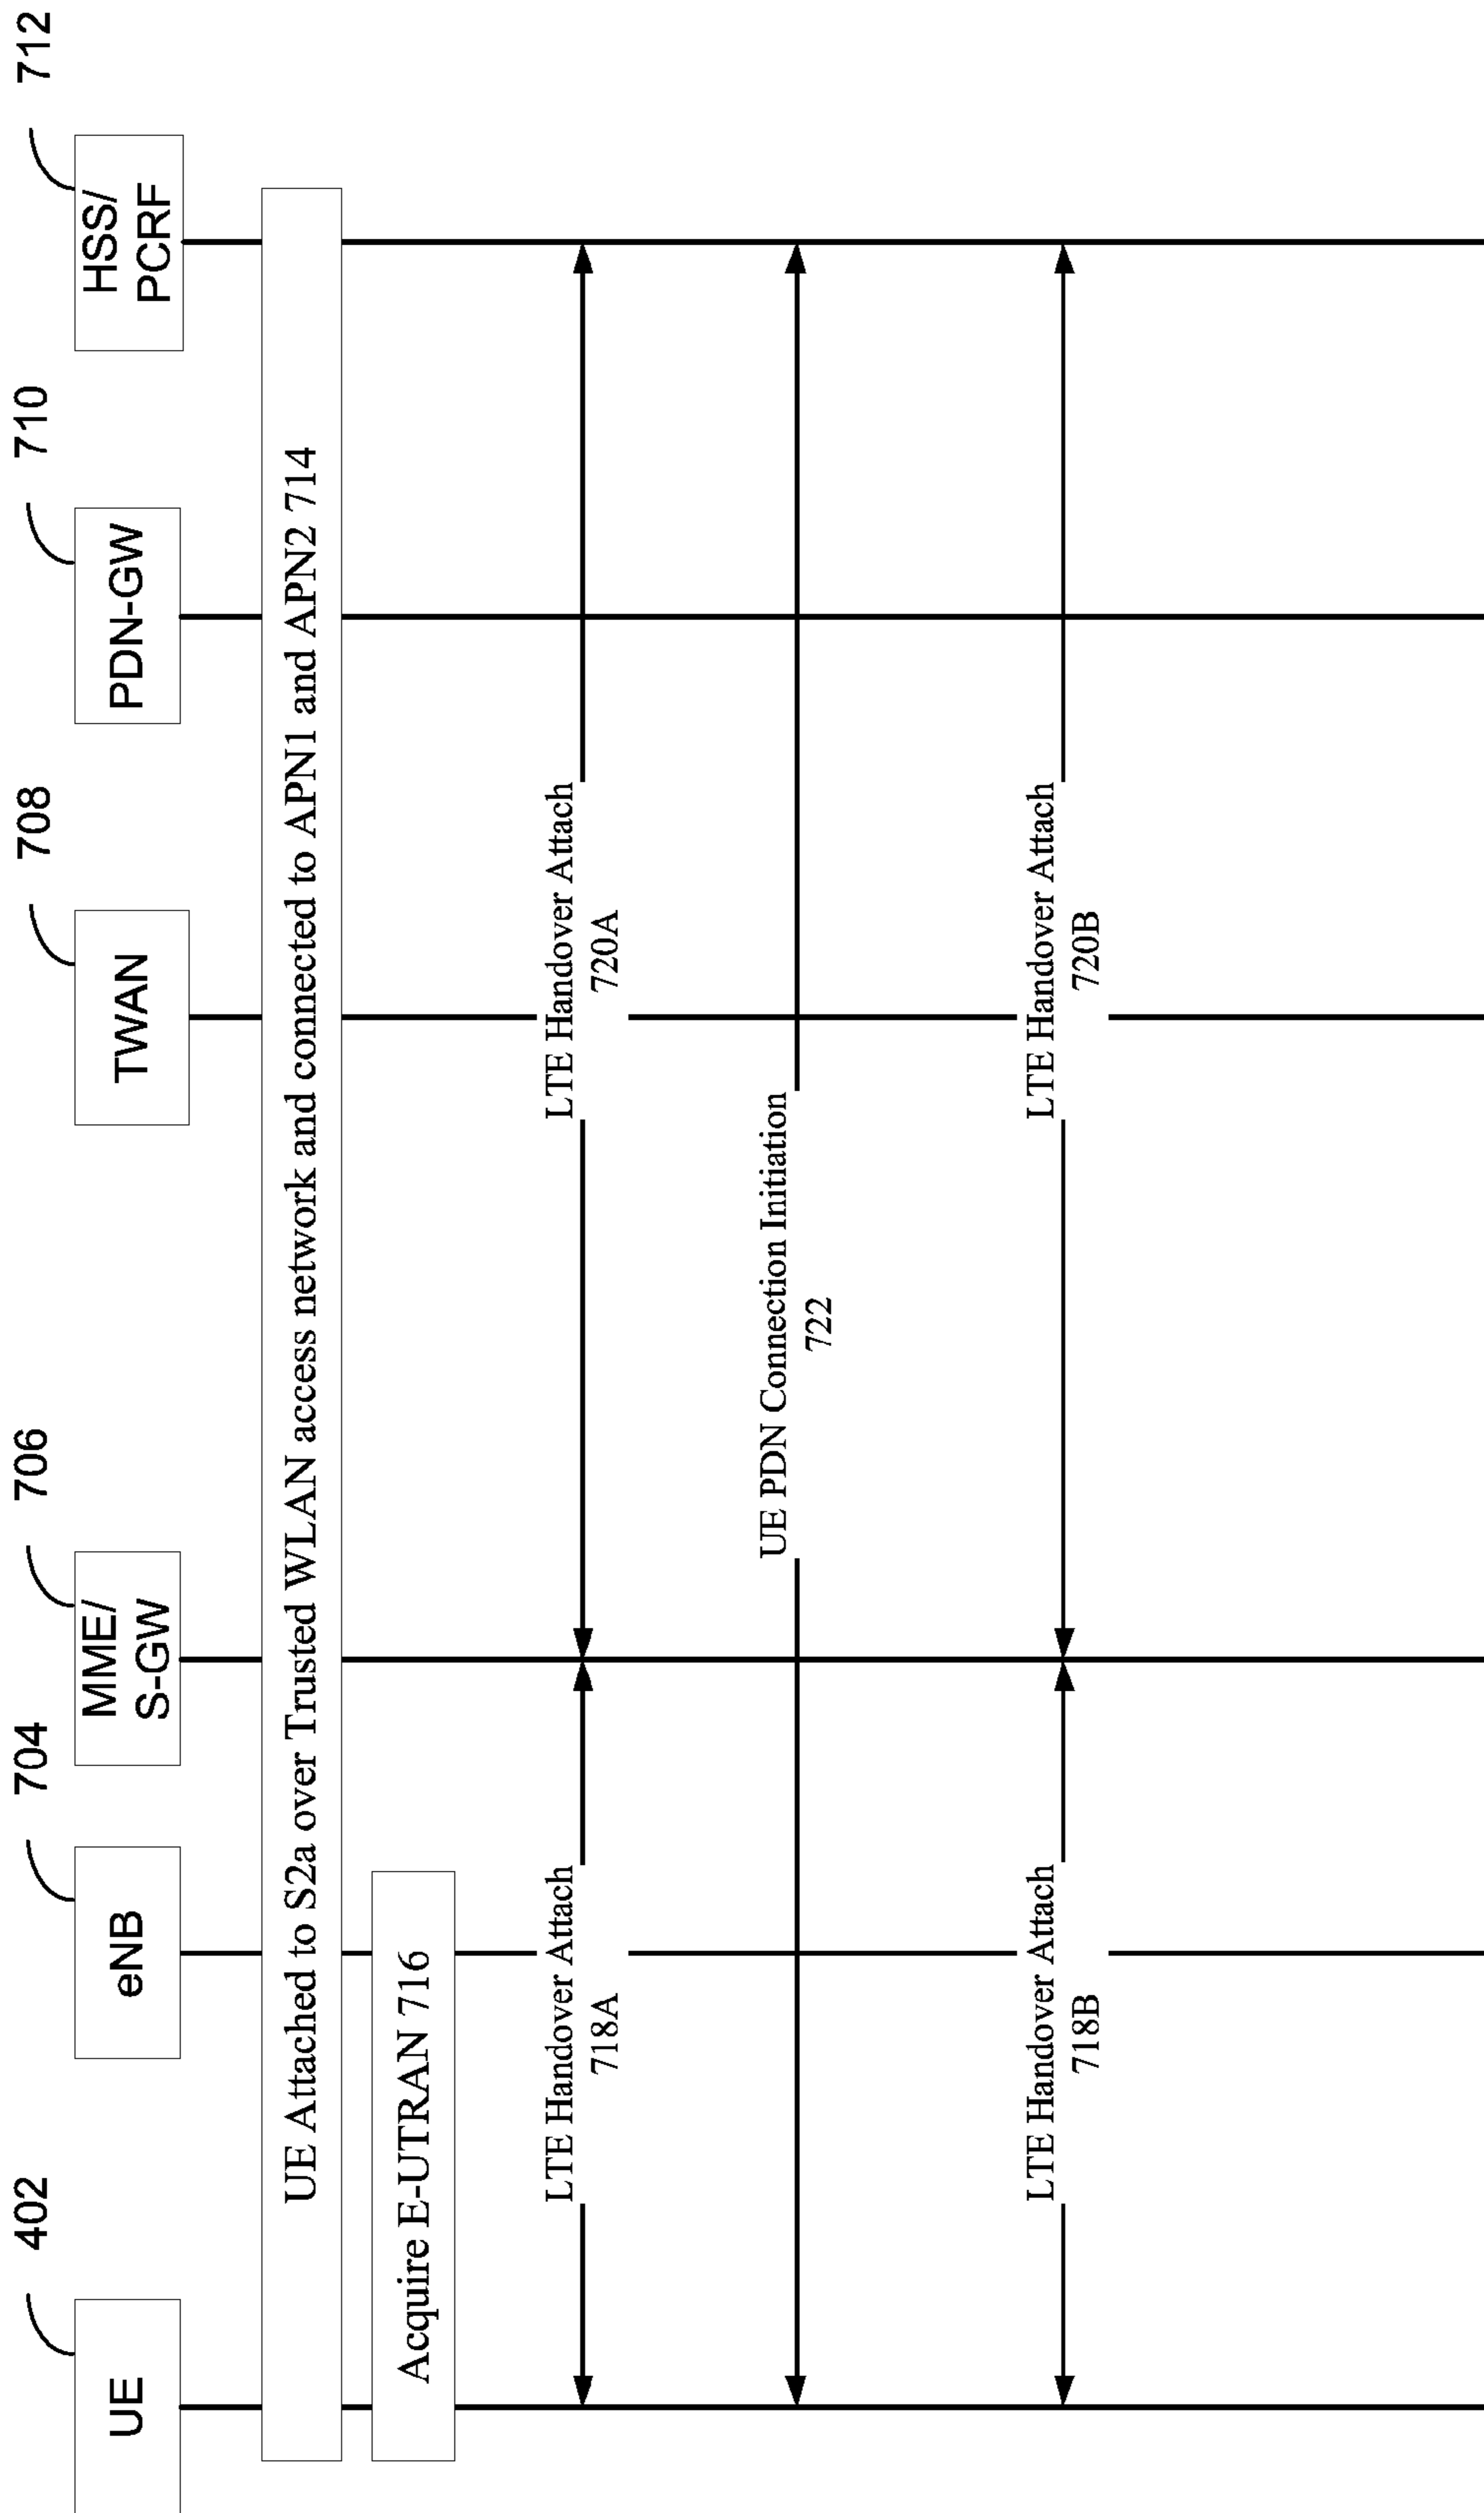 402
704
706
708
710
712
UE
eNB
MME/
S-GW
TWAN
PDN-GW
HSS/
PCRF
UE Attached to S2a over Trusted WLAN access network and connected to APN1 and APN2 714
Acquire E-UTRAN 716
LTE Handover Attach
718A
LTE Handover Attach
720A
UE PDN Connection Initiation
722
LTE Handover Attach
718B
LTE Handover Attach
720B